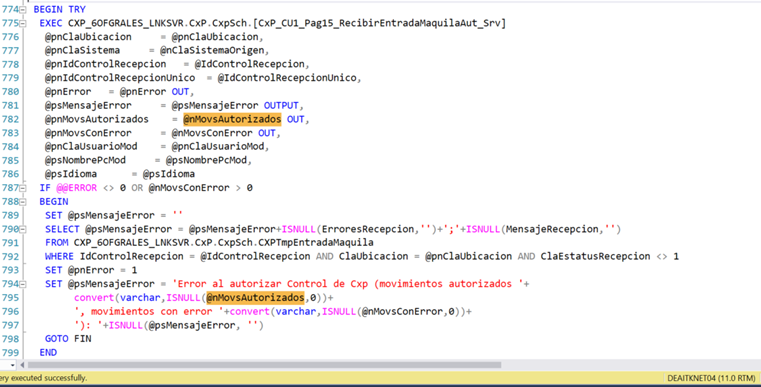 774 BEGIN TRY
775 EXEC CXP_6OFGRALES_LNKSVR.CxP.CxpSch.[CxP_CU1_Pag15_RecibirEntradaMaquilaAut_Srv]
776 @pnClaUbicacion = @pnClaUbicacion,
777 @pnClaSistema = @nClaSistemaOrigen,
778 @pnIdControlRecepcion = @IdControlRecepcion,
779 @pnIdControlRecepcionUnico = @IdControlRecepcionUnico,
780 @pnError = @pnError OUT,
781 @psMensajeError = @psMensajeError OUTPUT,
782 @pnMovsAutorizados = @nMovsAutorizados OUT,
783 @pnMovsConError = @nMovsConError OUT,
784 @pnClaUsuarioMod = @pnClaUsuarioMod,
785 @psNombrePcMod = @psNombrePcMod,
786 @psIdioma = @psIdioma
787 IF @@ERROR <> 0 OR @nMovsConError > 0
788 BEGIN
789 SET @psMensajeError = ''
790 SELECT @psMensajeError = @psMensajeError+ISNULL(ErroresRecepcion,'')+';'+ISNULL(MensajeRecepcion,'')
791 FROM CXP_6OFGRALES_LNKSVR.CxP.CxpSch.CXPTmpEntradaMaquila
792 WHERE IdControlRecepcion = @IdControlRecepcion AND ClaUbicacion = @pnClaUbicacion AND ClaEstatusRecepcion <> 1
793 SET @pnError = 1
794 SET @psMensajeError = 'Error al autorizar Control de Cxp (movimientos autorizados '+
795 convert(varchar,ISNULL(@nMovsAutorizados,0))+
796 ', movimientos con error '+convert(varchar,ISNULL(@nMovsConError,0))+
797 '): '+ISNULL(@psMensajeError, '')
798 GOTO FIN
799 END
ery executed successfully. DEAITKNET04 (11.0 RTM)